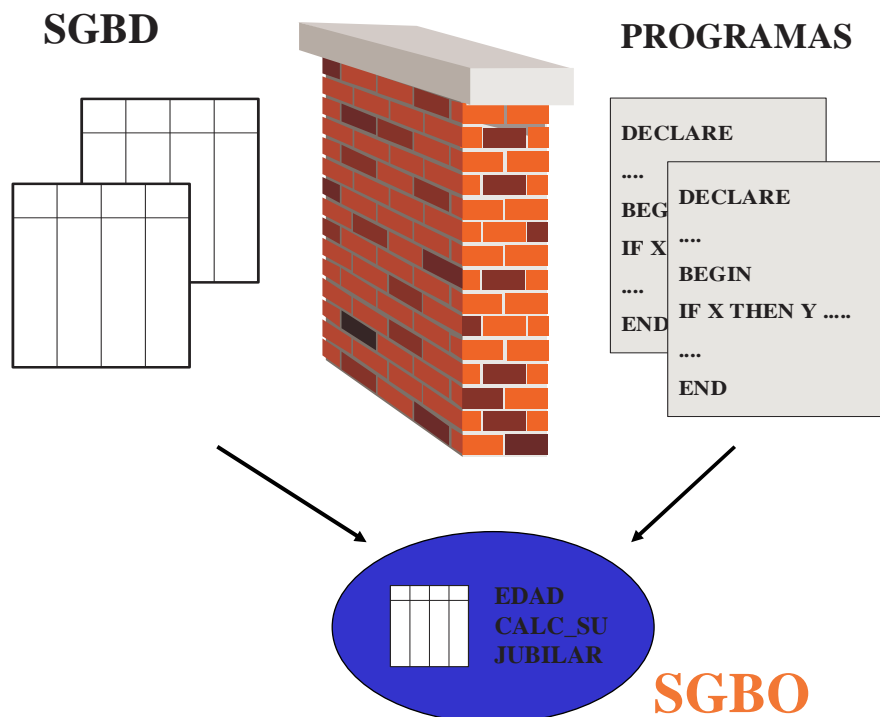 SGBD
PROGRAMAS
DECLARE
....
BEG
IF X
....
END
DECLARE
....
BEGIN
IF X THEN Y .....
....
END
EDAD
CALC_SU
JUBILAR
SGBO